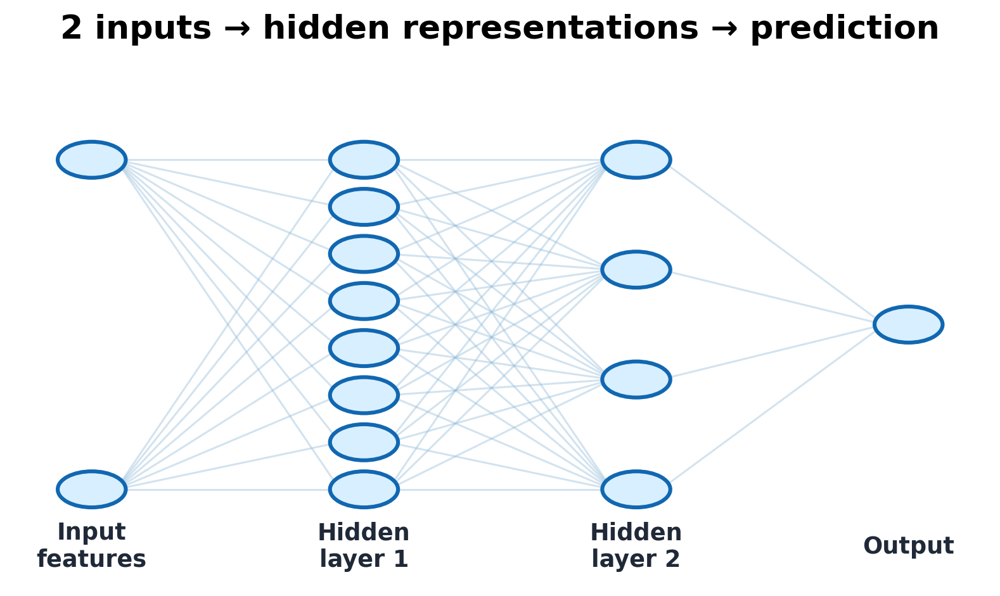 2 inputs → hidden representations → prediction
Input
features
Hidden
layer 1
Hidden
layer 2
Output